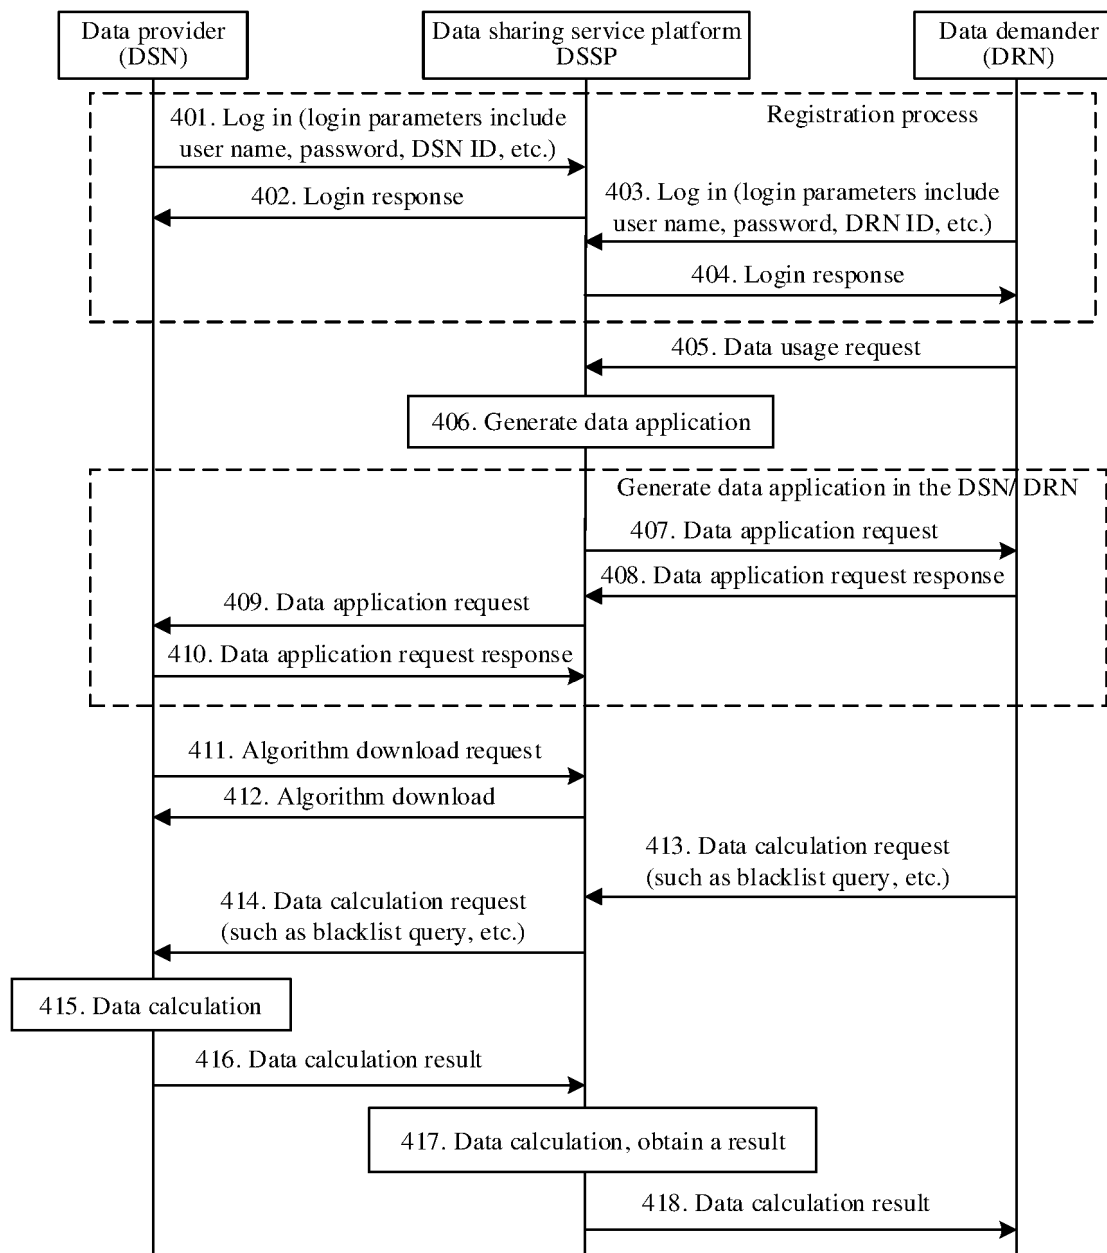 Data provider
(DSN)
Data sharing service platform
DSSP
Data demander
(DRN)
Registration process
401. Log in (login parameters include
user name, password, DSN ID, etc.)
402. Login response
403. Log in (login parameters include
user name, password, DRN ID, etc.)
404. Login response
405. Data usage request
406. Generate data application
Generate data application in the DSN/ DRN
407. Data application request
408. Data application request response
409. Data application request
410. Data application request response
411. Algorithm download request
412. Algorithm download
413. Data calculation request
(such as blacklist query, etc.)
414. Data calculation request
(such as blacklist query, etc.)
415. Data calculation
416. Data calculation result
417. Data calculation, obtain a result
418. Data calculation result